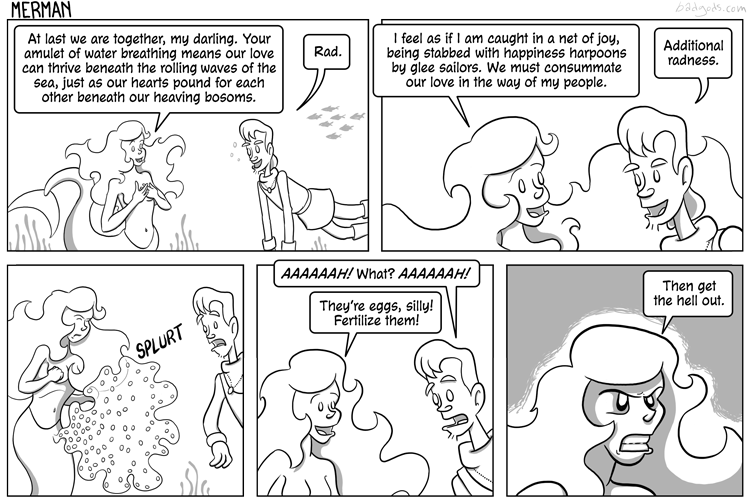 MERMAN
badgods.com
At last we are together, my darling. Your
amulet of water breathing means our love
can thrive beneath the rolling waves of the
sea, just as our hearts pound for each
other beneath our heaving bosoms.
Rad.
I feel as if I am caught in a net of joy,
being stabbed with happiness harpoons
by glee sailors. We must consummate
our love in the way of my people.
Additional
radness.
SPLURT
AAAAAAH! What? AAAAAAH!
They're eggs, silly!
Fertilize them!
Then get
the hell out.